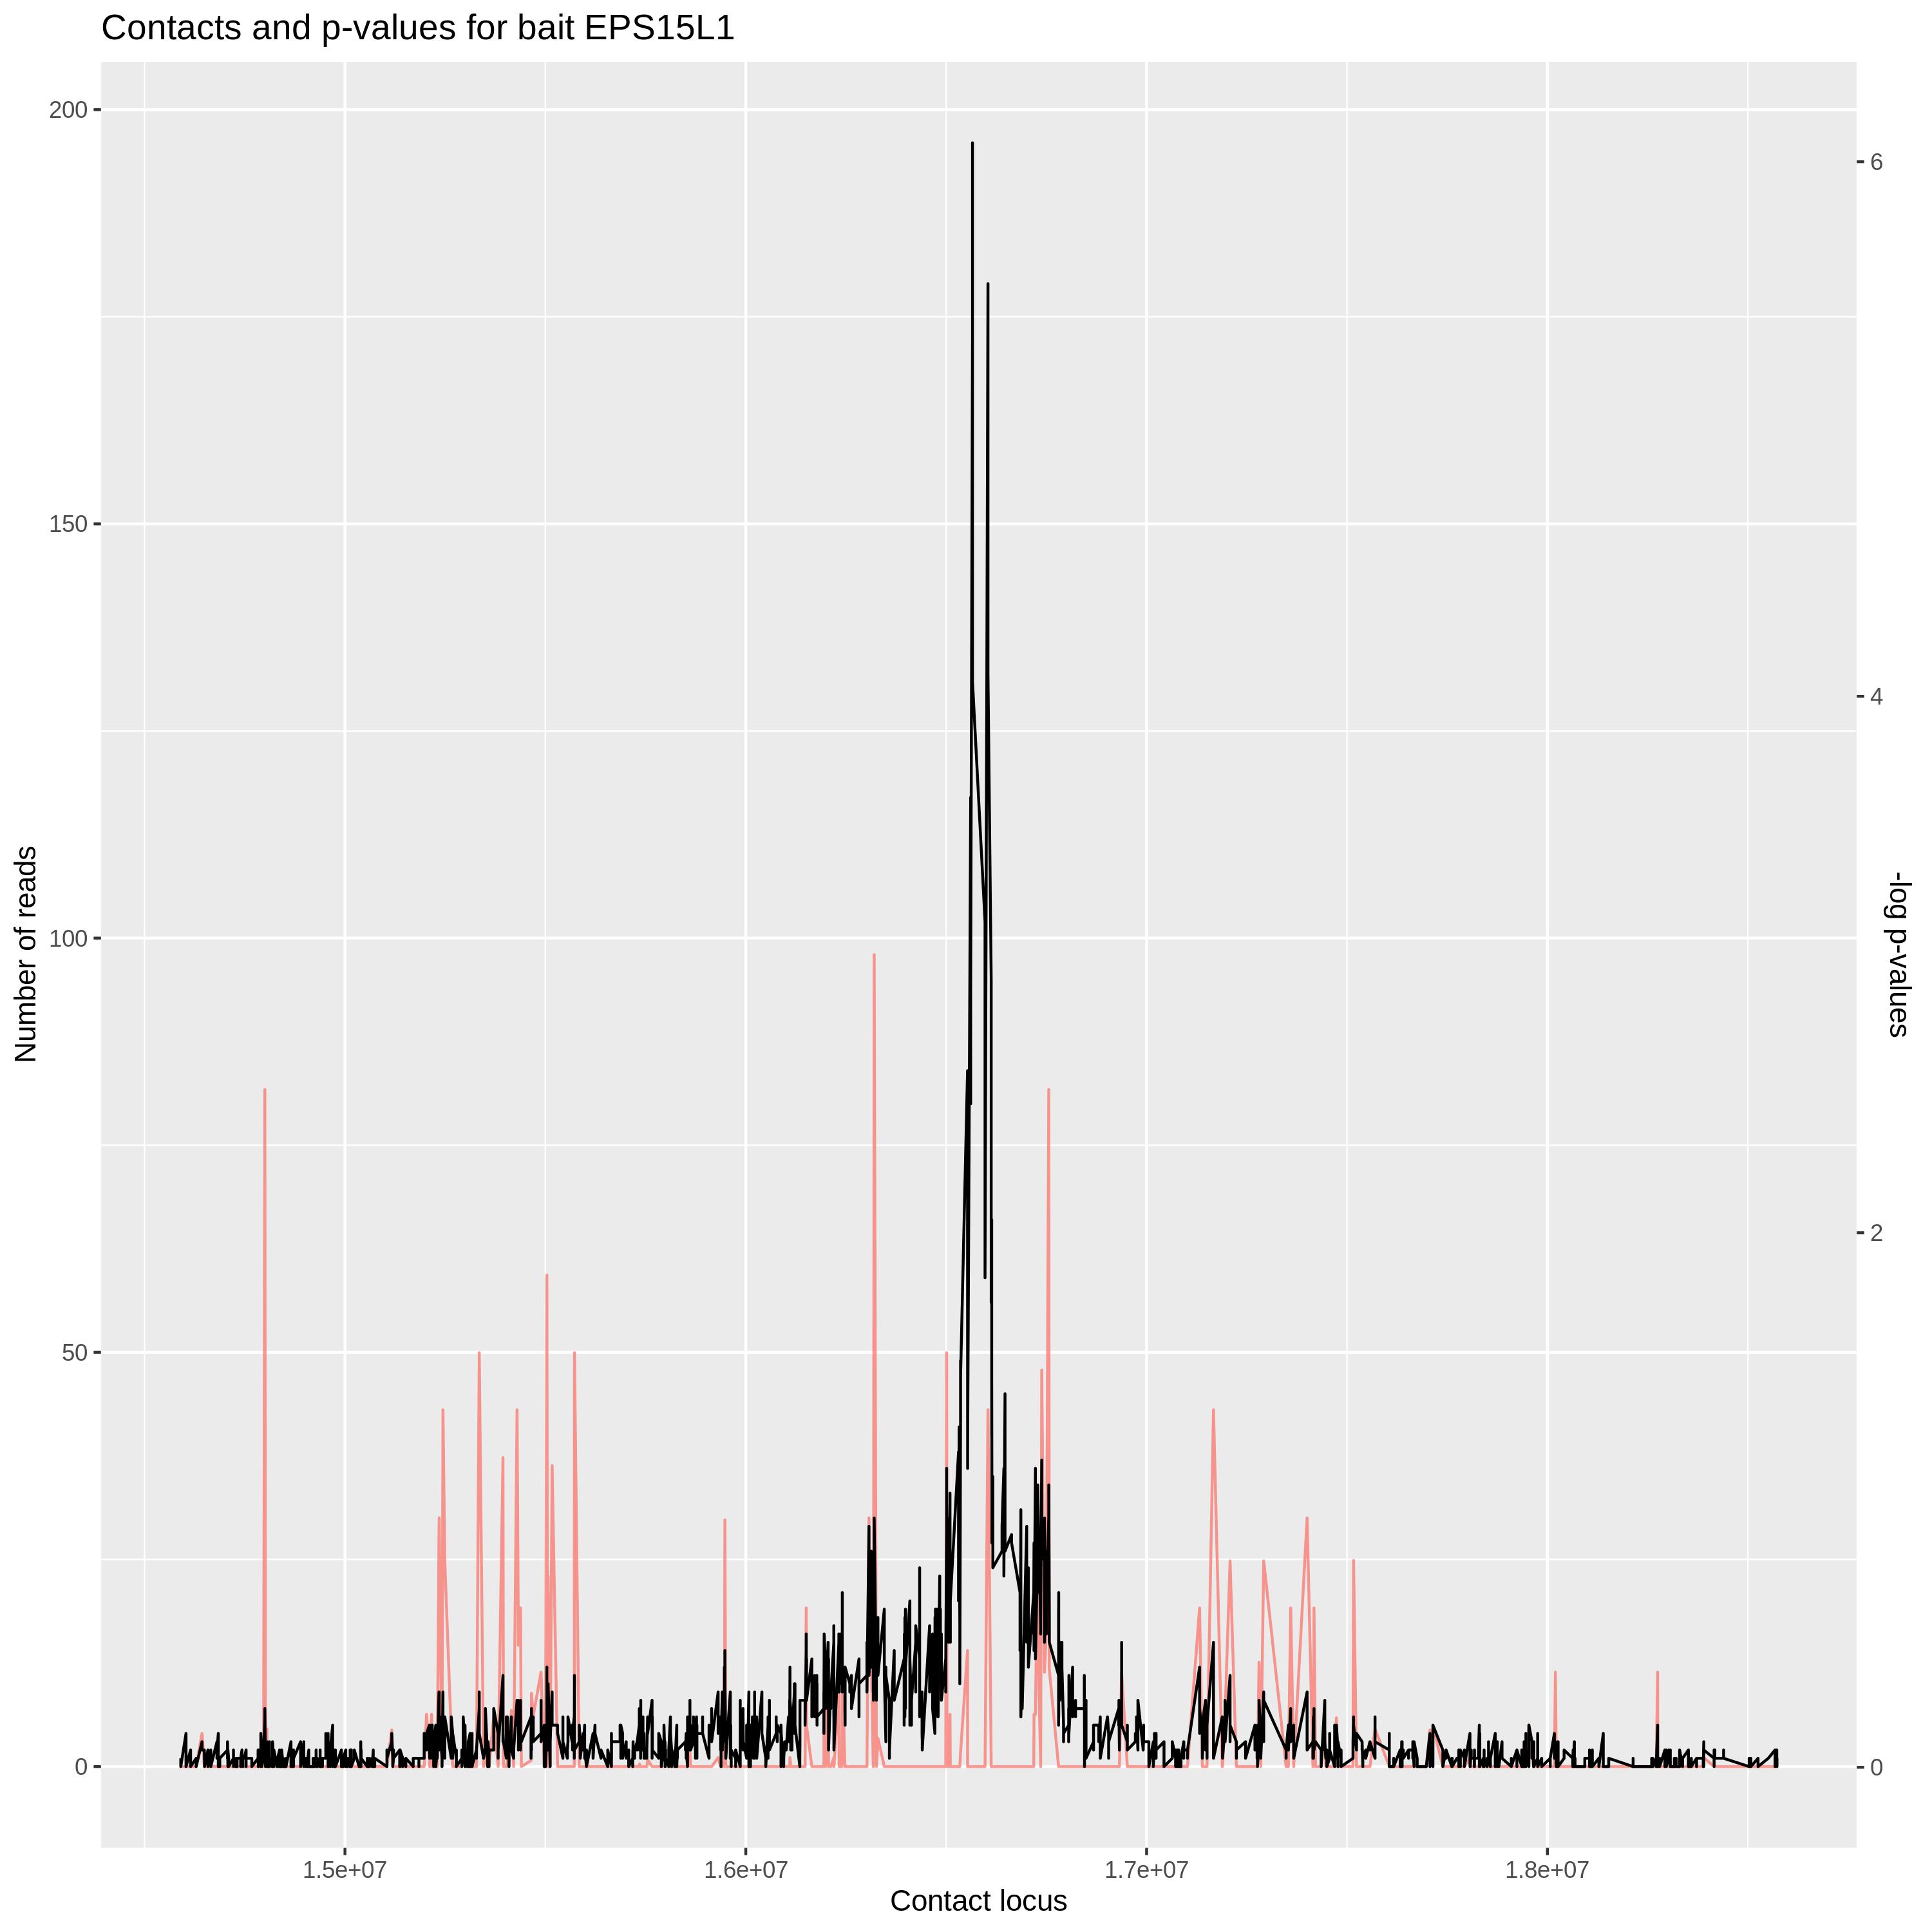 Contacts and p-values for bait EPS15L1
200
150
100
50
0
6
4
2
0
Number of reads
-log p-values
1.5e+07
1.6e+07
1.7e+07
1.8e+07
Contact locus